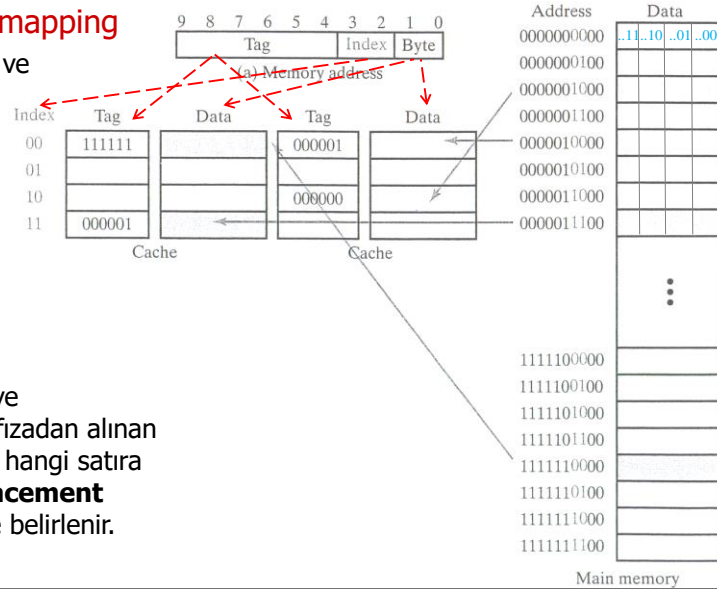 mapping
ve
9 8 7 6 5 4 3 2 1 0
Tag Index Byte
(a) Memory address
Index Tag Data Tag Data
00 111111 000001
01
10 000000
11 000001
Cache Cache
ve
fızadan alınan
hangi satıra
acement
belirlenir.
Address Data
0000000000 ..11 ..10 ..01 ..00
0000000100
0000001000
0000001100
0000010000
0000010100
0000011000
0000011100
1111100000
1111100100
1111101000
1111101100
1111110000
1111110100
1111111000
1111111100
Main memory